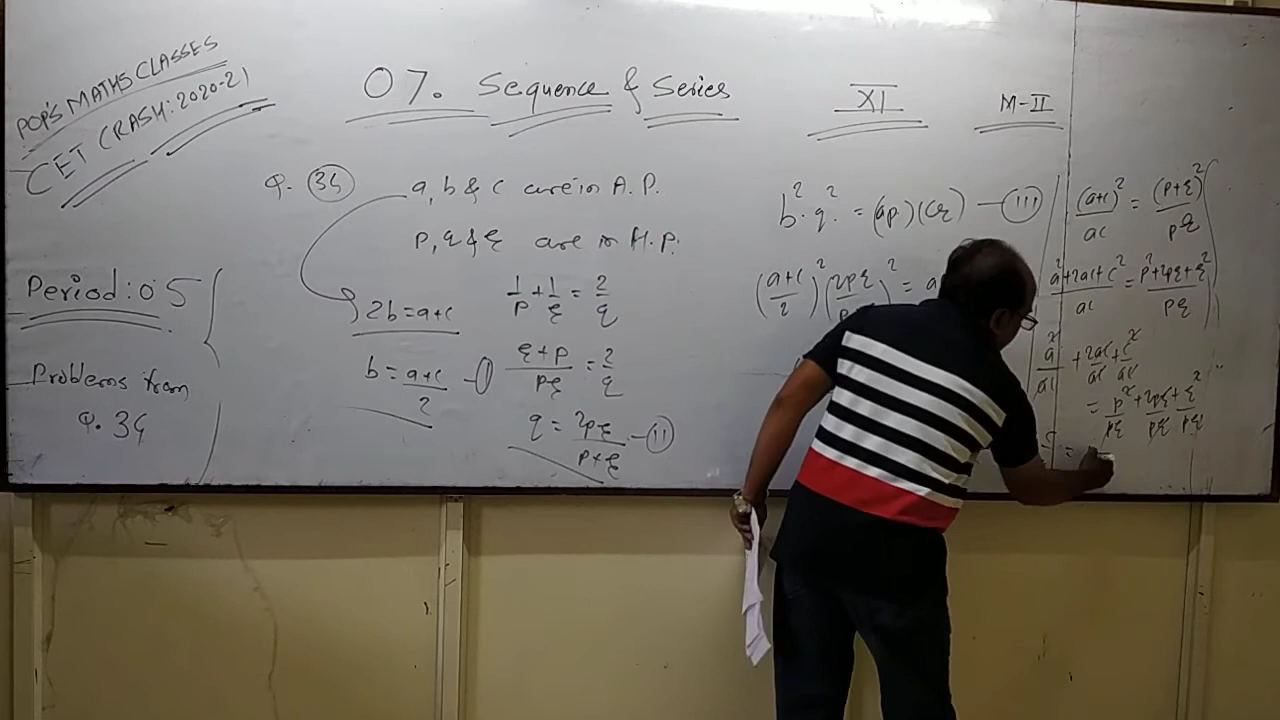 POP'S MATHS CLASSES
CET CRASH: 2020-21
07. Sequence & Series
XI
M-II
Period: 05
Problems from
Q. 34
Q. 34
a, b & c are in A.P.
p, q & r are in H.P.
2b = a+c
b = (a+c)/2 —(I)
1/p + 1/r = 2/q
(r+p)/pr = 2/q
q = 2pr/(p+r) —(II)
b². q². = (ap)(cr) —(III)
((a+c)/2)² (2pr/
)² = a
(a+c)²/ac = (p+r)²/pr
(a²+2ac+c²)/ac = (p²+2pr+r²)/pr
a²/ac + 2ac/ac + c²/ac
= p²/pr + 2pr/pr + r²/pr
=